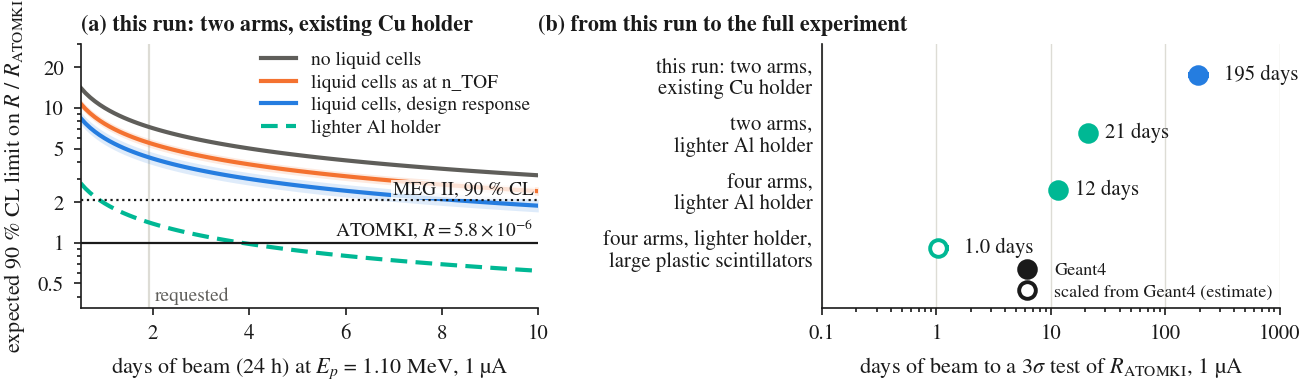 (a) this run: two arms, existing Cu holder
expected 90 % CL limit on R / R_ATOMKI
20
10
5
2
1
0.5
no liquid cells
liquid cells as at n_TOF
liquid cells, design response
lighter Al holder
MEG II, 90 % CL
ATOMKI, R = 5.8 × 10⁻⁶
requested
2
4
6
8
10
days of beam (24 h) at E_p = 1.10 MeV, 1 µA
(b) from this run to the full experiment
this run: two arms,
existing Cu holder
195 days
two arms,
lighter Al holder
21 days
four arms,
lighter Al holder
12 days
four arms, lighter holder,
large plastic scintillators
1.0 days
Geant4
scaled from Geant4 (estimate)
0.1
1
10
100
1000
days of beam to a 3σ test of R_ATOMKI, 1 µA